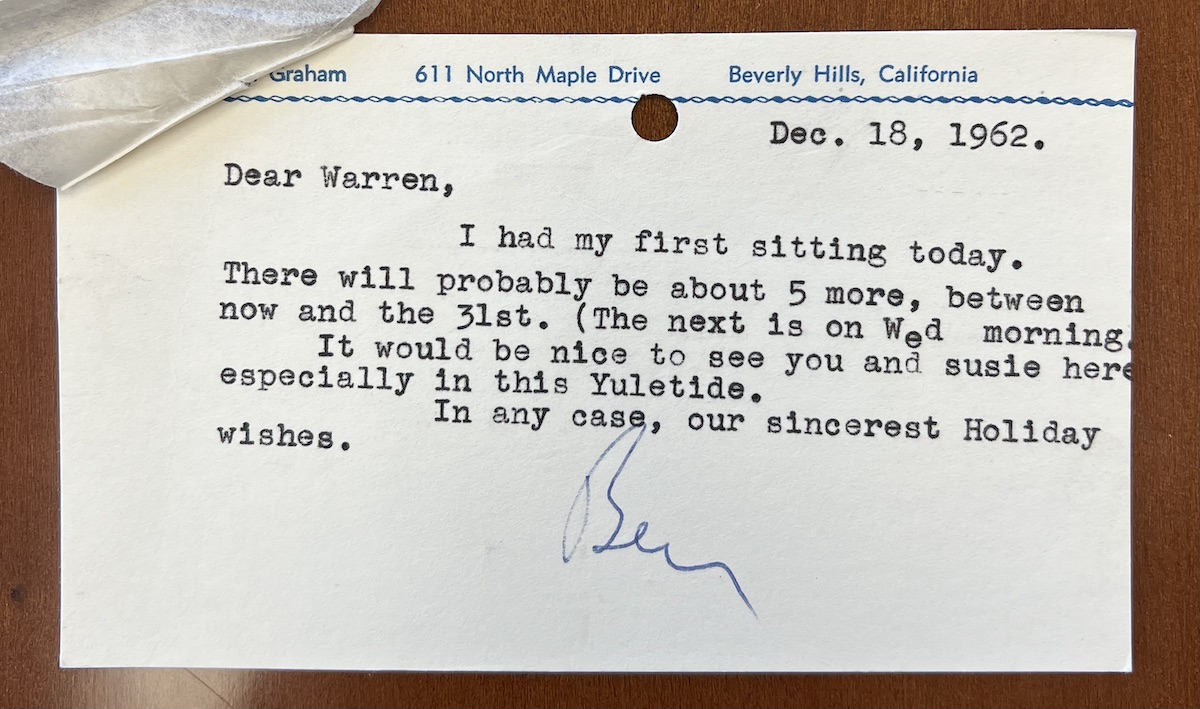 Graham 611 North Maple Drive Beverly Hills, California
Dec. 18, 1962.
Dear Warren,
I had my first sitting today.
There will probably be about 5 more, between
now and the 31st. (The next is on Wed morning.
It would be nice to see you and susie here
especially in this Yuletide.
In any case, our sincerest Holiday
wishes.
Ben